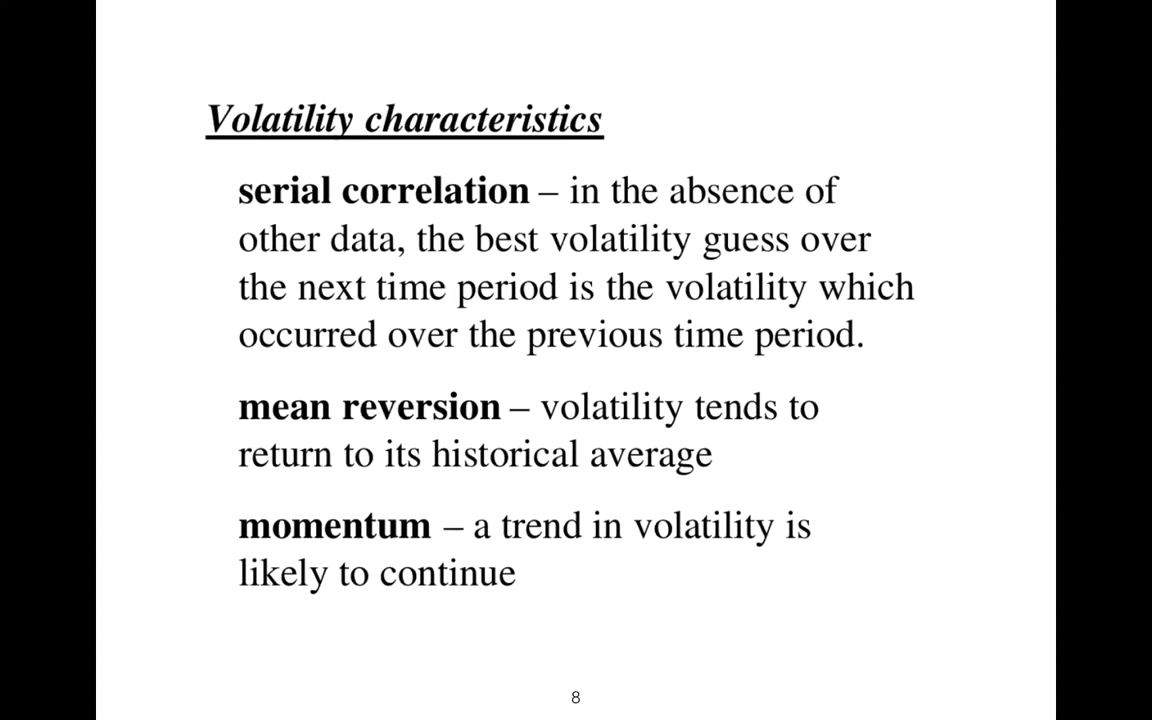 Volatility characteristics
serial correlation – in the absence of
other data, the best volatility guess over
the next time period is the volatility which
occurred over the previous time period.
mean reversion – volatility tends to
return to its historical average
momentum – a trend in volatility is
likely to continue
8